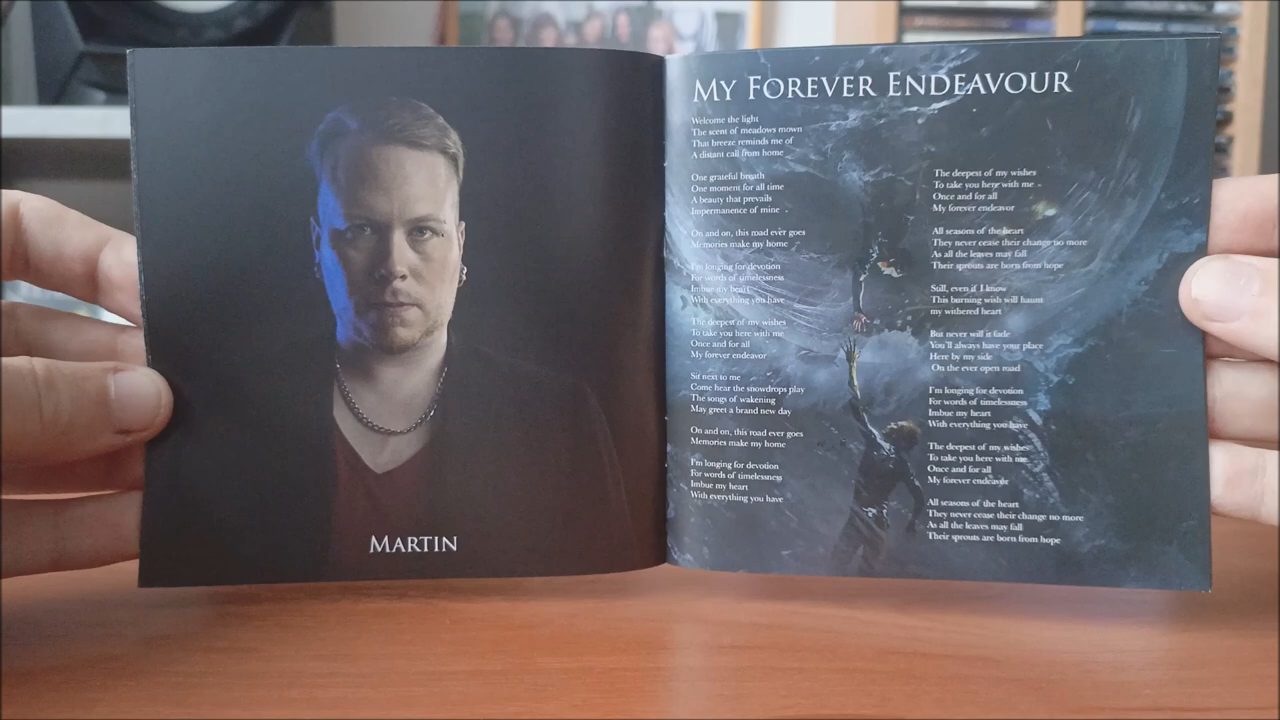 MARTIN
MY FOREVER ENDEAVOUR
Welcome the light
The scent of meadows mown
That breeze reminds me of
A distant call from home
One grateful breath
One moment for all time
A beauty that prevails
Impermanence of mine
On and on, this road ever goes
Memories make my home
I'm longing for devotion
For words of timelessness
Imbue my heart
With everything you have
The deepest of my wishes
To take you here with me
Once and for all
My forever endeavor
Sit next to me
Come hear the snowdrops play
The songs of wakening
May greet a brand new day
On and on, this road ever goes
Memories make my home
I'm longing for devotion
For words of timelessness
Imbue my heart
With everything you have
The deepest of my wishes
To take you here with me
Once and for all
My forever endeavor
All seasons of the heart
They never cease their change no more
As all the leaves may fall
Their sprouts are born from hope
Still, even if I know
This burning wish will haunt
my withered heart
But never will it fade
You'll always have your place
Here by my side
On the ever open road
I'm longing for devotion
For words of timelessness
Imbue my heart
With everything you have
The deepest of my wishes
To take you here with me
Once and for all
My forever endeavor
All seasons of the heart
They never cease their change no more
As all the leaves may fall
Their sprouts are born from hope